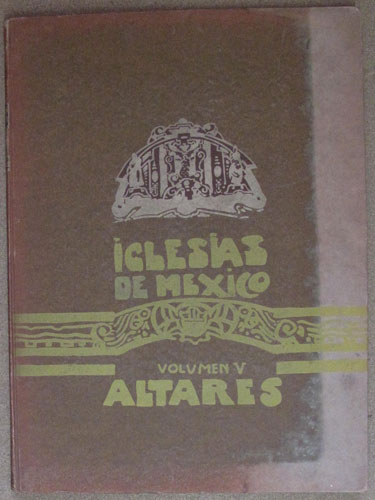 iGLESiAS
DE MEXiCO
VOLUMEN V
ALTARES